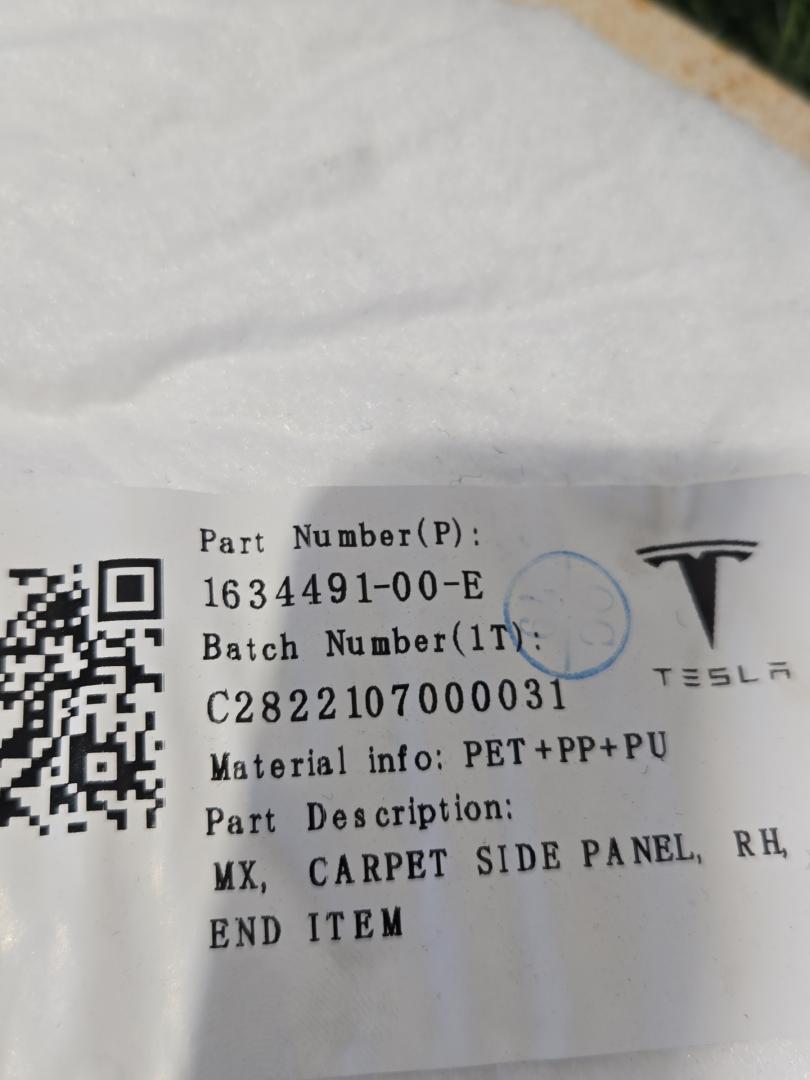 Part Number(P):
1634491-00-E
Batch Number(1T):
C2822107000031
Material info: PET+PP+PU
Part Description:
MX, CARPET SIDE PANEL, RH,
END ITEM
TESLA